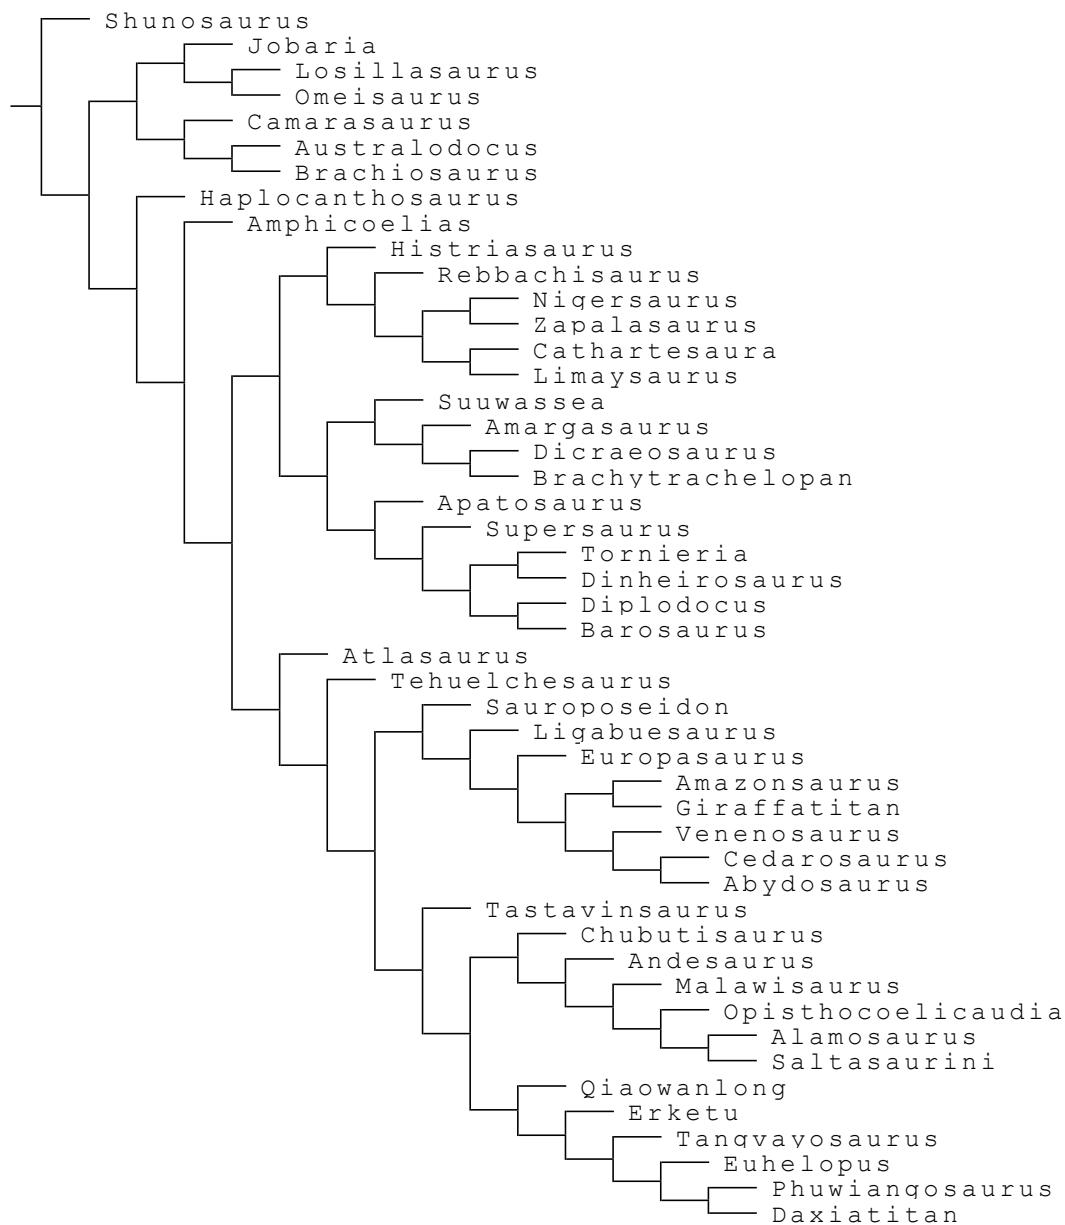 Shunosaurus
Jobaria
Losillasaurus
Omeisaurus
Camarasaurus
Australodocus
Brachiosaurus
Haplocanthosaurus
Amphicoelias
Histriasaurus
Rebbachisaurus
Nigersaurus
Zapalasaurus
Cathartesaura
Limaysaurus
Suuwassea
Amargasaurus
Dicraeosaurus
Brachytrachelopan
Apatosaurus
Supersaurus
Tornieria
Dinheirosaurus
Diplodocus
Barosaurus
Atlasaurus
Tehuelchesaurus
Sauroposeidon
Ligabuesaurus
Europasaurus
Amazonsaurus
Giraffatitan
Venenosaurus
Cedarosaurus
Abydosaurus
Tastavinsaurus
Chubutisaurus
Andesaurus
Malawisaurus
Opisthocoelicaudia
Alamosaurus
Saltasaurini
Qiaowanlong
Erketu
Tangvayosaurus
Euhelopus
Phuwiangosaurus
Daxiatitan